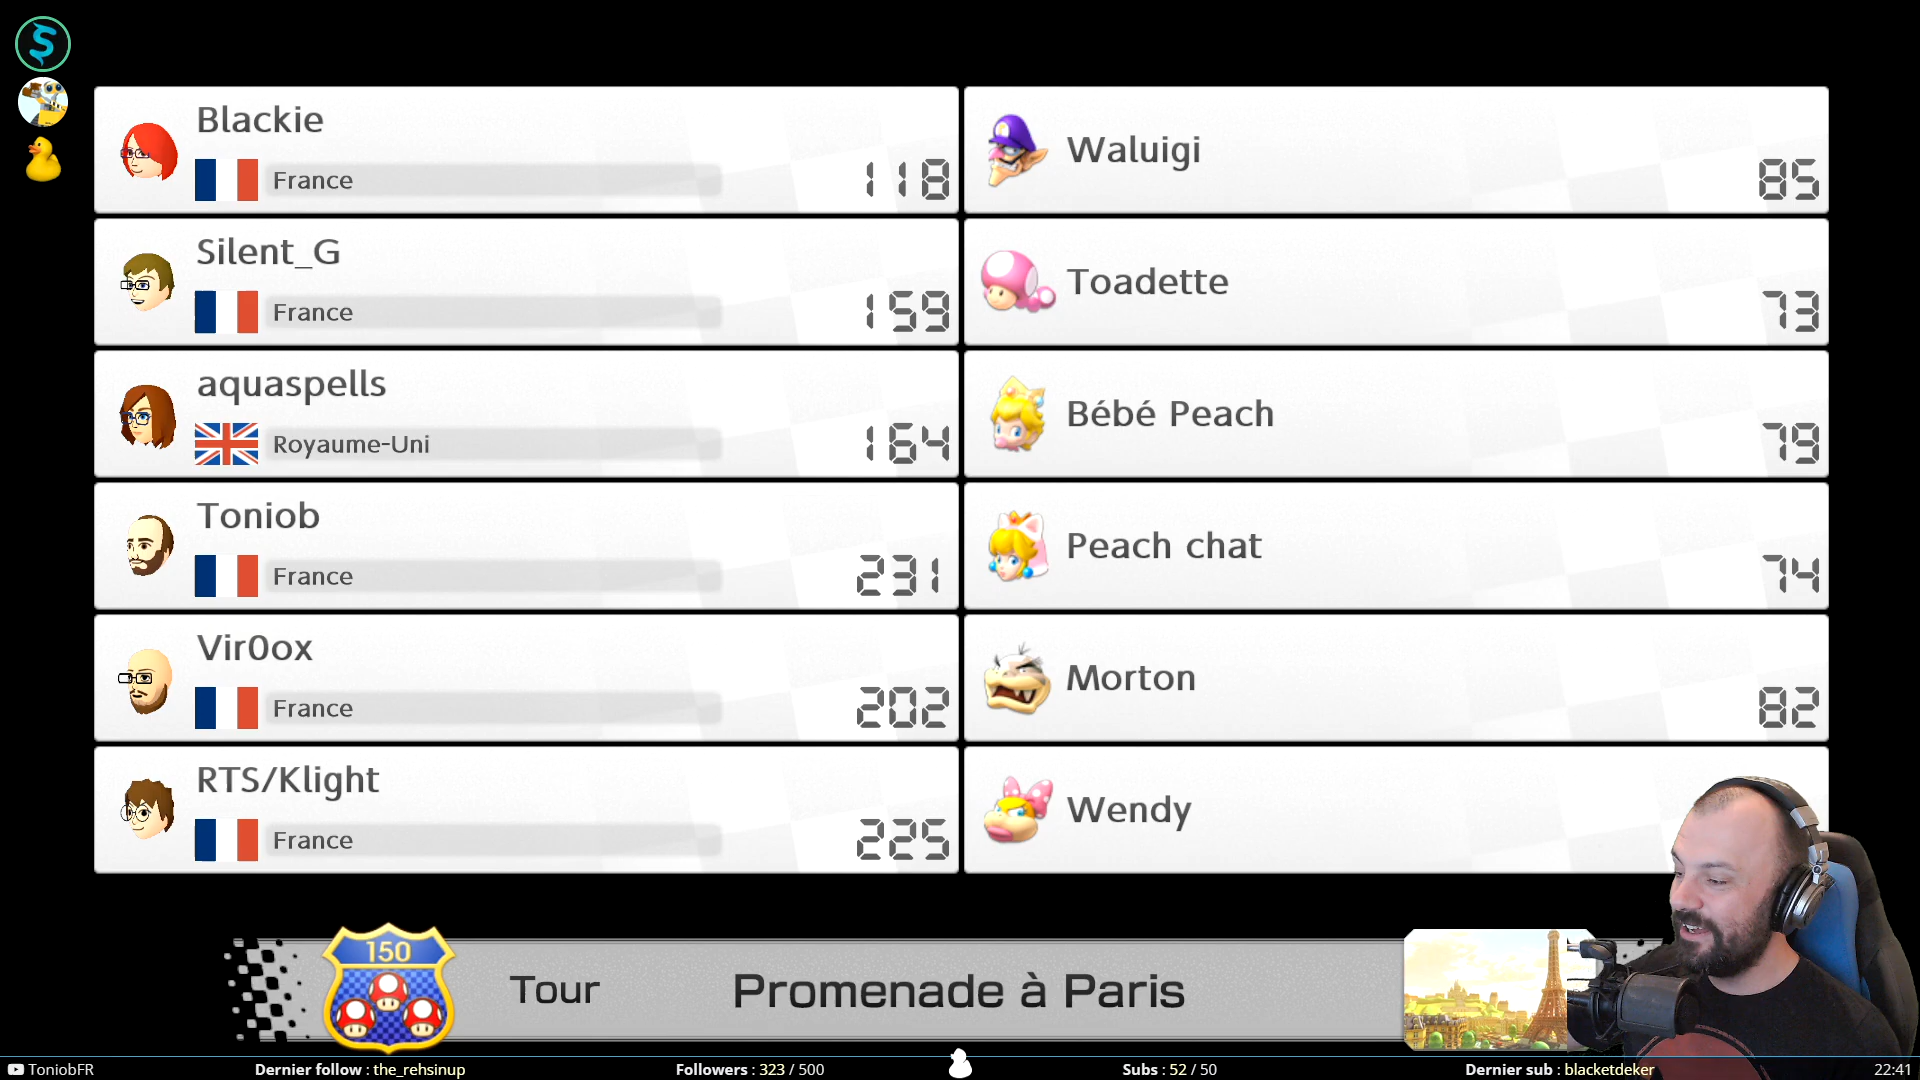 Blackie
France
118
Silent_G
France
159
aquaspells
Royaume-Uni
164
Toniob
France
231
Vir0ox
France
202
RTS/Klight
France
225
Waluigi
85
Toadette
73
Bébé Peach
79
Peach chat
74
Morton
82
Wendy
150
Tour
Promenade à Paris
ToniobFR
Dernier follow : the_rehsinup
Followers : 323 / 500
Subs : 52 / 50
Dernier sub : blacketdeker
22:41